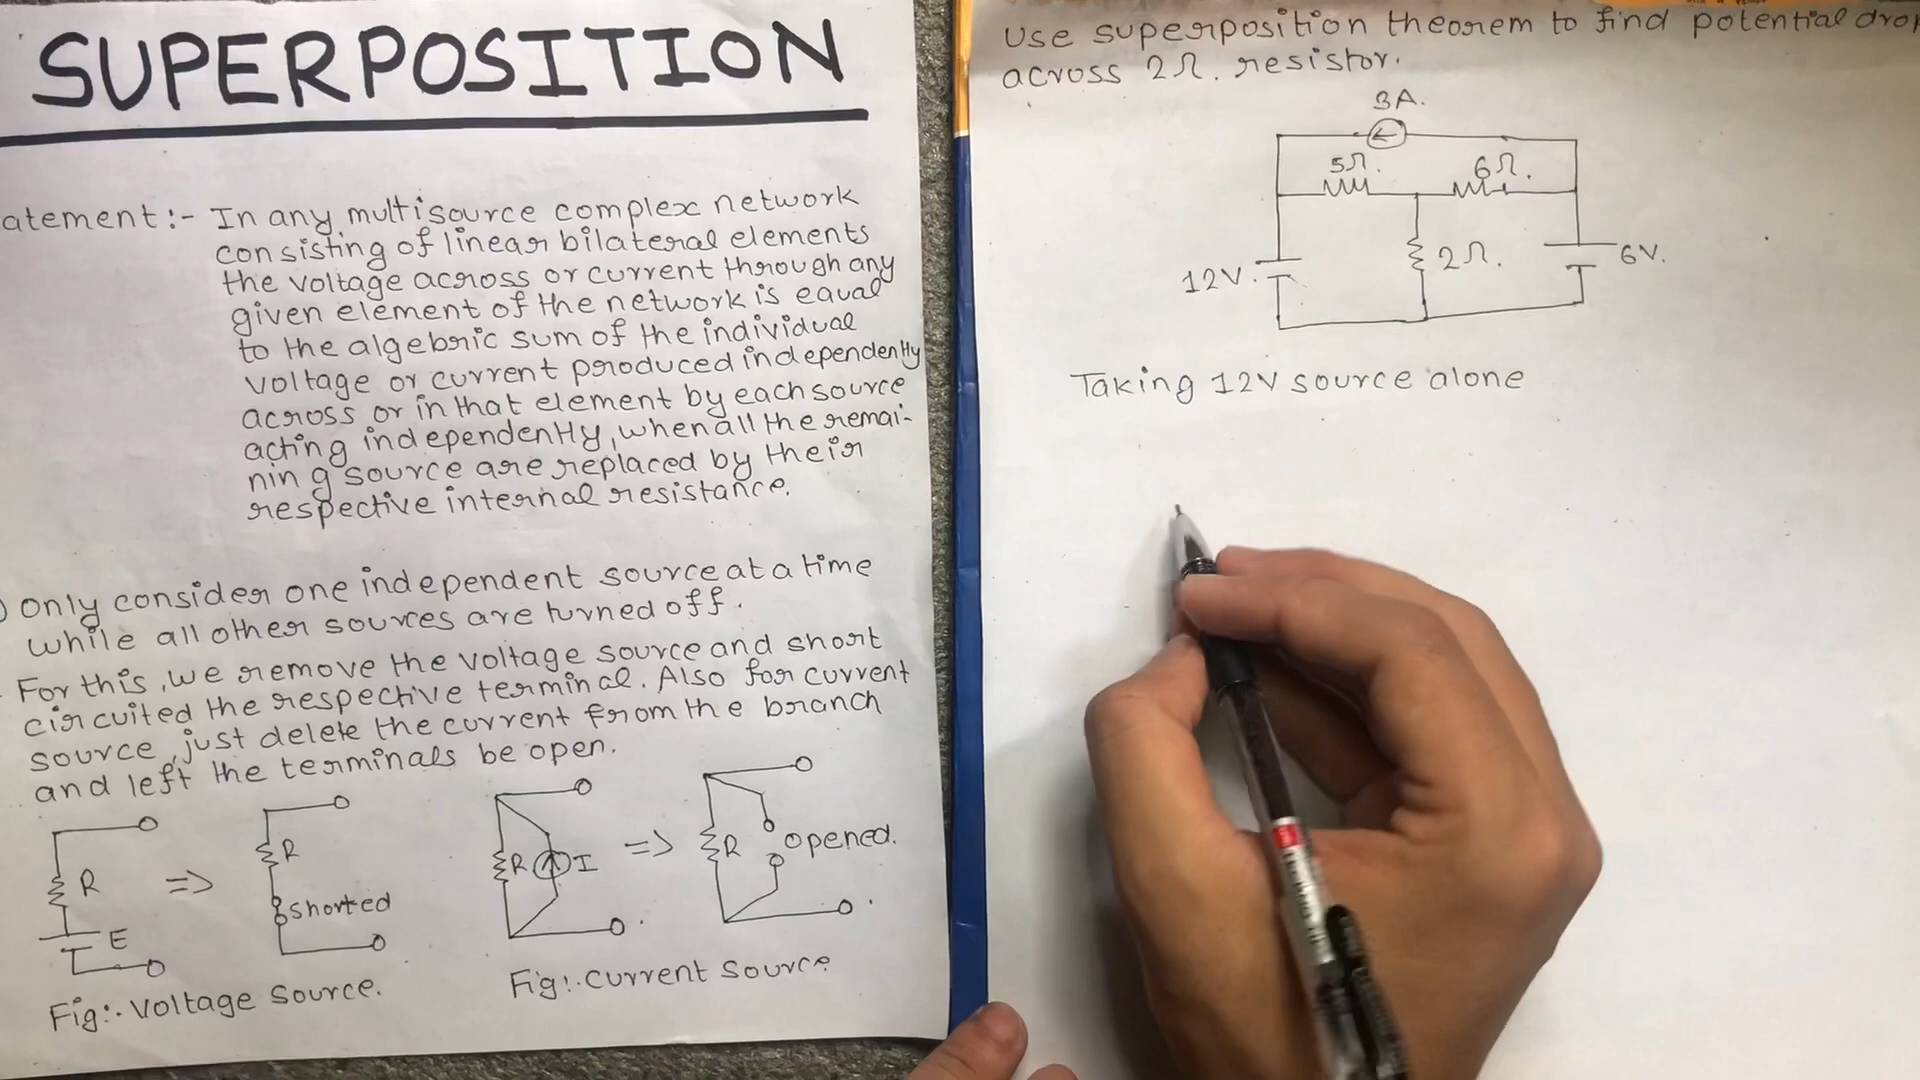 SUPERPOSITION
atement:- In any multisource complex network
consisting of linear bilateral elements
the voltage across or current through any
given element of the network is equal
to the algebric sum of the individual
voltage or current produced independently
across or in that element by each source
acting independently, when all the remai-
ning source are replaced by their
respective internal resistance.
only consider one independent source at a time
while all other sources are turned off.
For this, we remove the voltage source and short
circuited the respective terminal. Also for current
source, just delete the current from the branch
and left the terminals be open.
R => R shorted E
R I => R opened.
Fig:. Voltage source.
Fig:. Current Source
Use superposition theorem to find potential drop
across 2Ω. resistor.
3A.
5Ω. 6Ω.
12V. 2Ω. 6V.
Taking 12V source alone